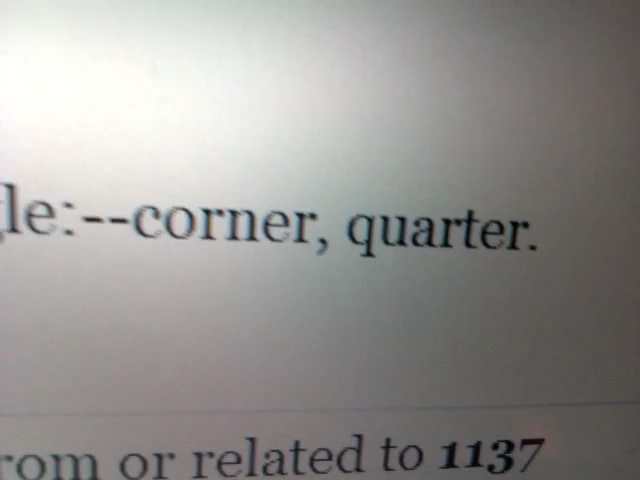 le:--corner, quarter.
rom or related to 1137